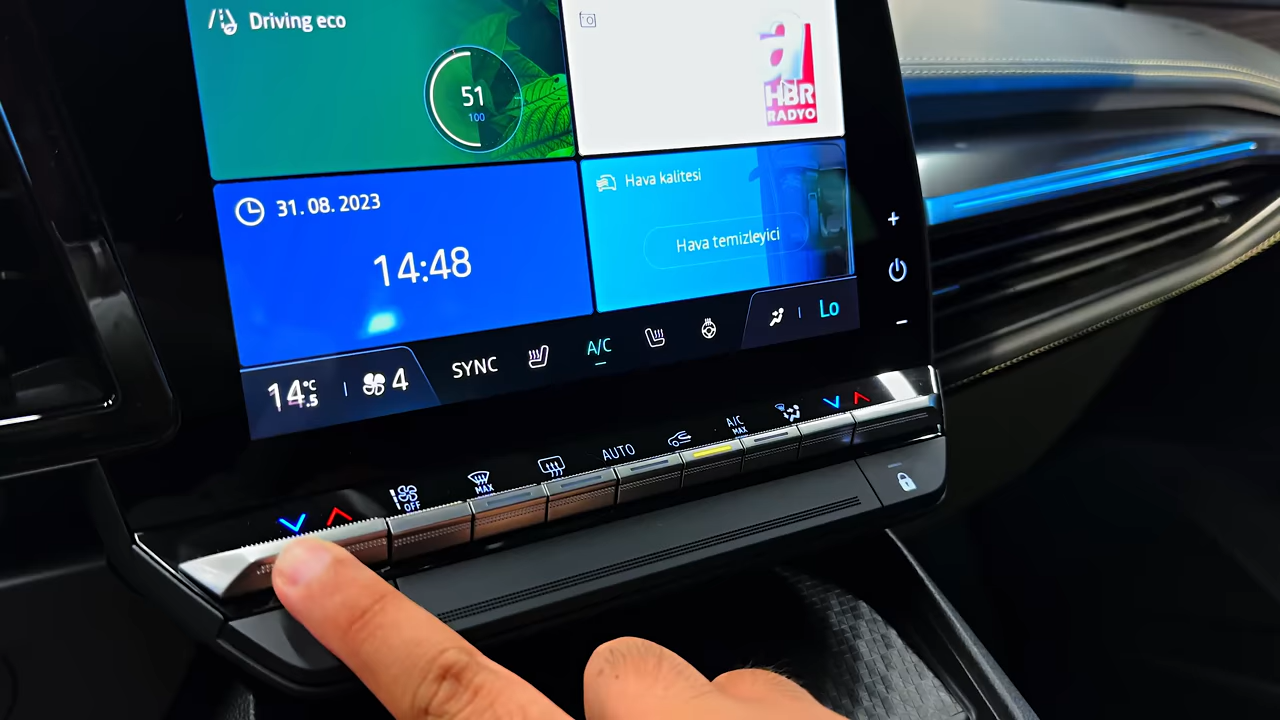 Driving eco
51
100
a
HBR
RADYO
31.08.2023
14:48
Hava kalitesi
Hava temizleyici
14°C .5
4
SYNC
A/C
Lo
OFF
MAX
AUTO
A/C
MAX